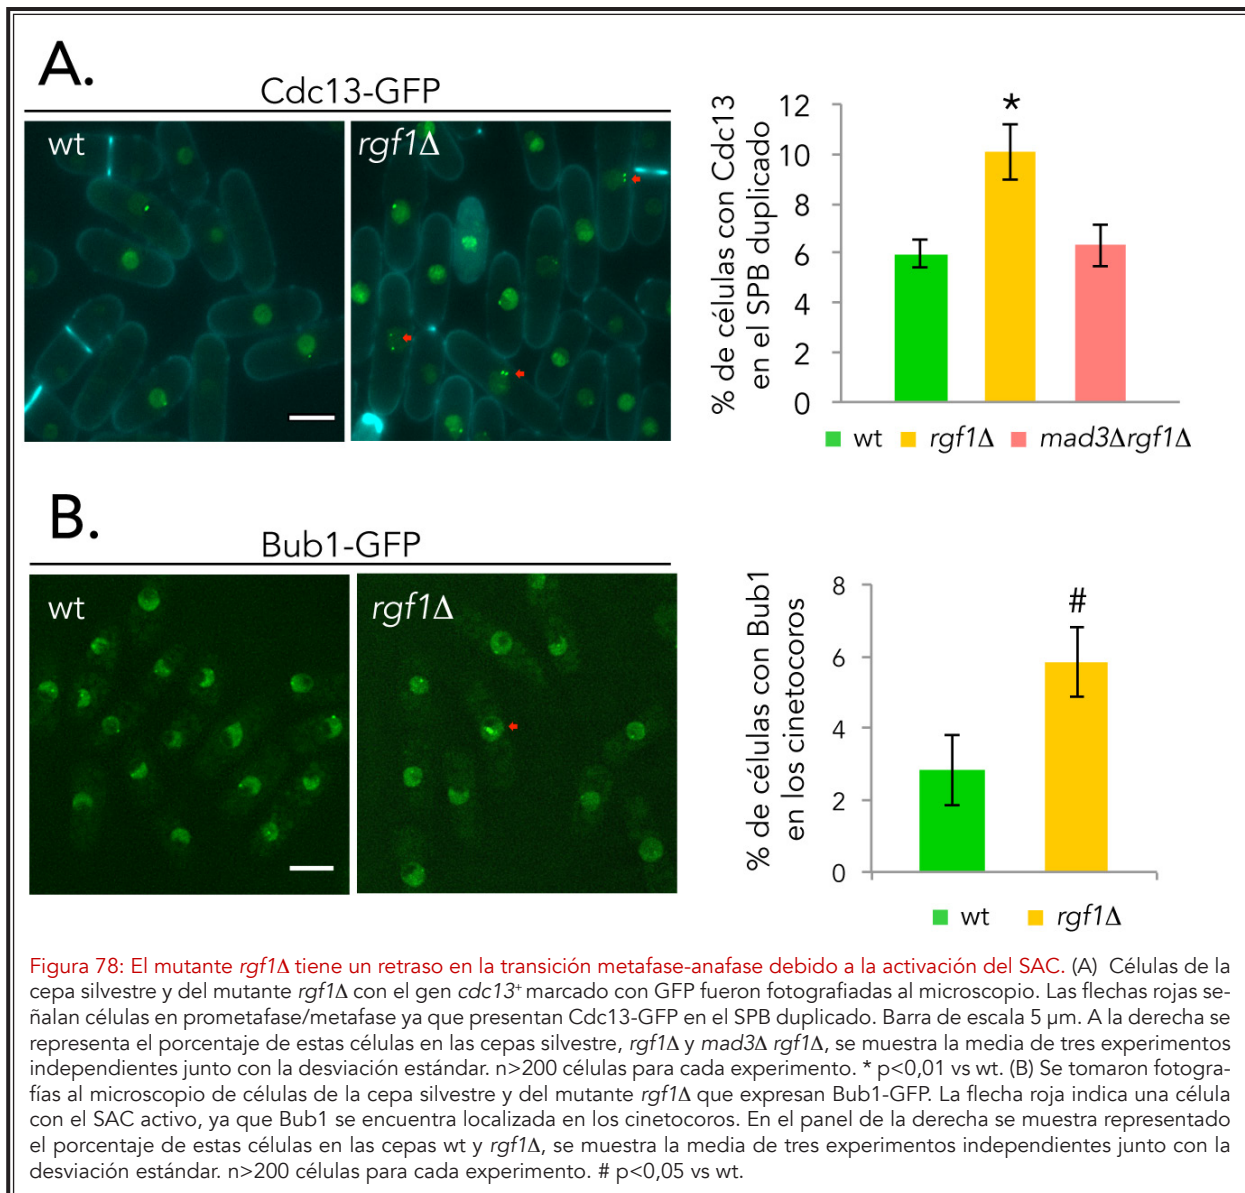 A.
Cdc13-GFP
wt
rgf1Δ
% de células con Cdc13
en el SPB duplicado
12
10
8
6
4
2
0
*
wt
rgf1Δ
mad3Δrgf1Δ
B.
Bub1-GFP
wt
rgf1Δ
% de células con Bub1
en los cinetocoros
8
6
4
2
0
#
wt
rgf1Δ
Figura 78: El mutante rgf1Δ tiene un retraso en la transición metafase-anafase debido a la activación del SAC. (A) Células de la
cepa silvestre y del mutante rgf1Δ con el gen cdc13⁺ marcado con GFP fueron fotografiadas al microscopio. Las flechas rojas se-
ñalan células en prometafase/metafase ya que presentan Cdc13-GFP en el SPB duplicado. Barra de escala 5 µm. A la derecha se
representa el porcentaje de estas células en las cepas silvestre, rgf1Δ y mad3Δ rgf1Δ, se muestra la media de tres experimentos
independientes junto con la desviación estándar. n>200 células para cada experimento. * p<0,01 vs wt. (B) Se tomaron fotogra-
fías al microscopio de células de la cepa silvestre y del mutante rgf1Δ que expresan Bub1-GFP. La flecha roja indica una célula
con el SAC activo, ya que Bub1 se encuentra localizada en los cinetocoros. En el panel de la derecha se muestra representado
el porcentaje de estas células en las cepas wt y rgf1Δ, se muestra la media de tres experimentos independientes junto con la
desviación estándar. n>200 células para cada experimento. # p<0,05 vs wt.